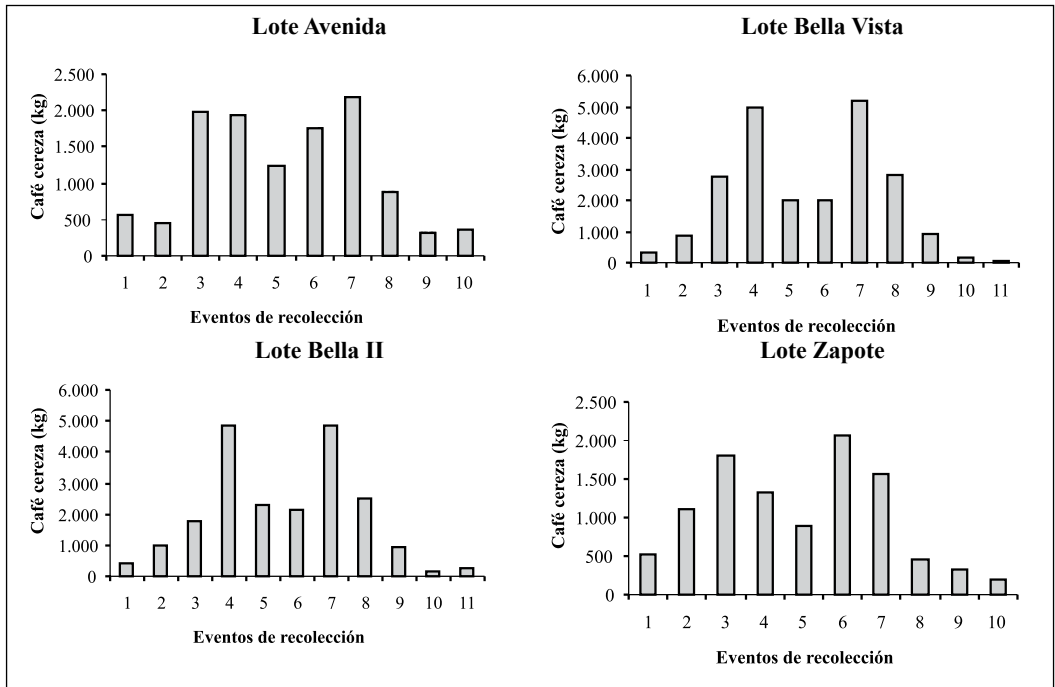 Lote Avenida
Café cereza (kg)
2.500
2.000
1.500
1.000
500
0
1 2 3 4 5 6 7 8 9 10
Eventos de recolección
Lote Bella Vista
Café cereza (kg)
6.000
5.000
4.000
3.000
2.000
1.000
0
1 2 3 4 5 6 7 8 9 10 11
Eventos de recolección
Lote Bella II
Café cereza (kg)
6.000
5.000
4.000
3.000
2.000
1.000
0
1 2 3 4 5 6 7 8 9 10 11
Eventos de recolección
Lote Zapote
Café cereza (kg)
2.500
2.000
1.500
1.000
500
0
1 2 3 4 5 6 7 8 9 10
Eventos de recolección